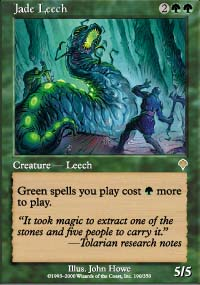 Jade Leech 2
Creature — Leech
Green spells you play cost more
to play.
"It took magic to extract one of the
stones and five people to carry it."
—Tolarian research notes
Illus. John Howe
©1993-2000 Wizards of the Coast, Inc. 196/350
5/5